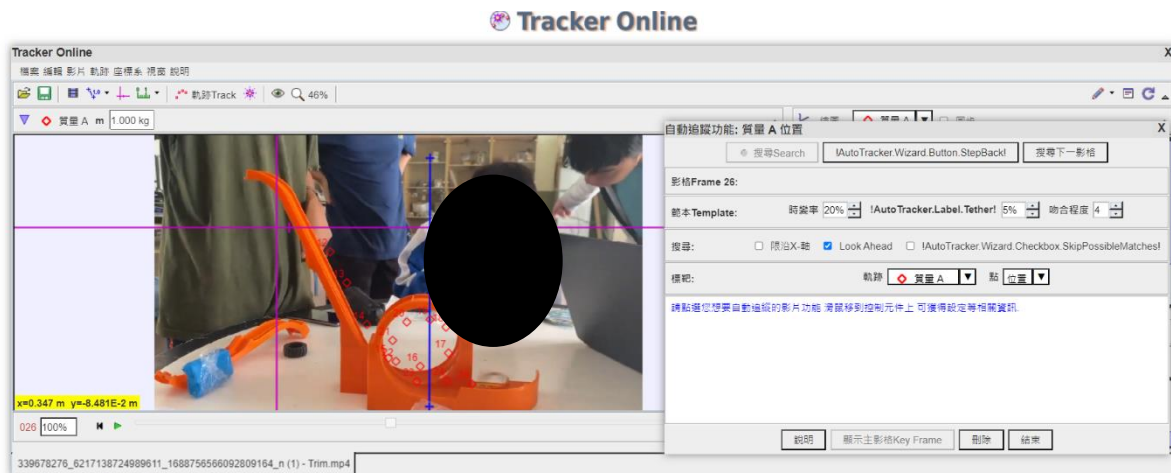 Tracker Online
Tracker Online X
檔案 編輯 影片 軌跡 座標系 視窗 說明
軌跡Track 46%
質量 A m 1.000 kg
質量 A
自動追蹤功能: 質量 A 位置 X
搜尋Search !AutoTracker.Wizard.Button.StepBack! 搜尋下一影格
影格Frame 26:
範本Template: 時變率 20% !AutoTracker.Label.Tether! 5% 吻合程度 4
搜尋: 限沿X-軸 Look Ahead !AutoTracker.Wizard.Checkbox.SkipPossibleMatches!
標靶: 軌跡 質量 A 點 位置
請點選您想要自動追蹤的影片功能 滑鼠移到控制元件上 可獲得設定等相關資訊.
13
17
16
x=0.347 m y=-8.481E-2 m
026 100%
說明 顯示主影格Key Frame 刪除 結束
339678276_6217138724989611_1688756566092809164_n (1) - Trim.mp4